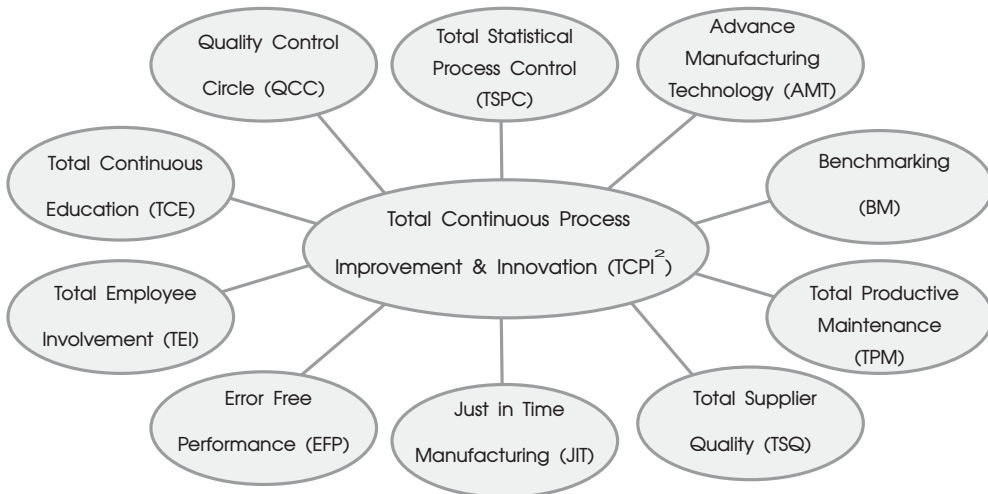 Quality Control
Circle (QCC)
Total Statistical
Process Control
(TSPC)
Advance
Manufacturing
Technology (AMT)
Total Continuous
Education (TCE)
Benchmarking
(BM)
Total Continuous Process
Improvement & Innovation (TCPI²)
Total Employee
Involvement (TEI)
Total Productive
Maintenance
(TPM)
Error Free
Performance (EFP)
Just in Time
Manufacturing (JIT)
Total Supplier
Quality (TSQ)